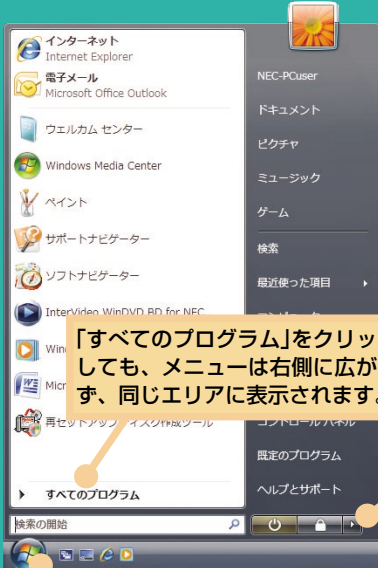 インターネット
Internet Explorer
電子メール
Microsoft Office Outlook
ウェルカム センター
Windows Media Center
ペイント
サポートナビゲーター
ソフトナビゲーター
InterVideo WinDVD BD for NEC
Win
Micr
再セットアップディスク作成ツール
すべてのプログラム
検索の開始
NEC-PCuser
ドキュメント
ピクチャ
ミュージック
ゲーム
検索
最近使った項目
コントロール パネル
既定のプログラム
ヘルプとサポート
「すべてのプログラム」をクリッ
しても、メニューは右側に広が
ず、同じエリアに表示されます。